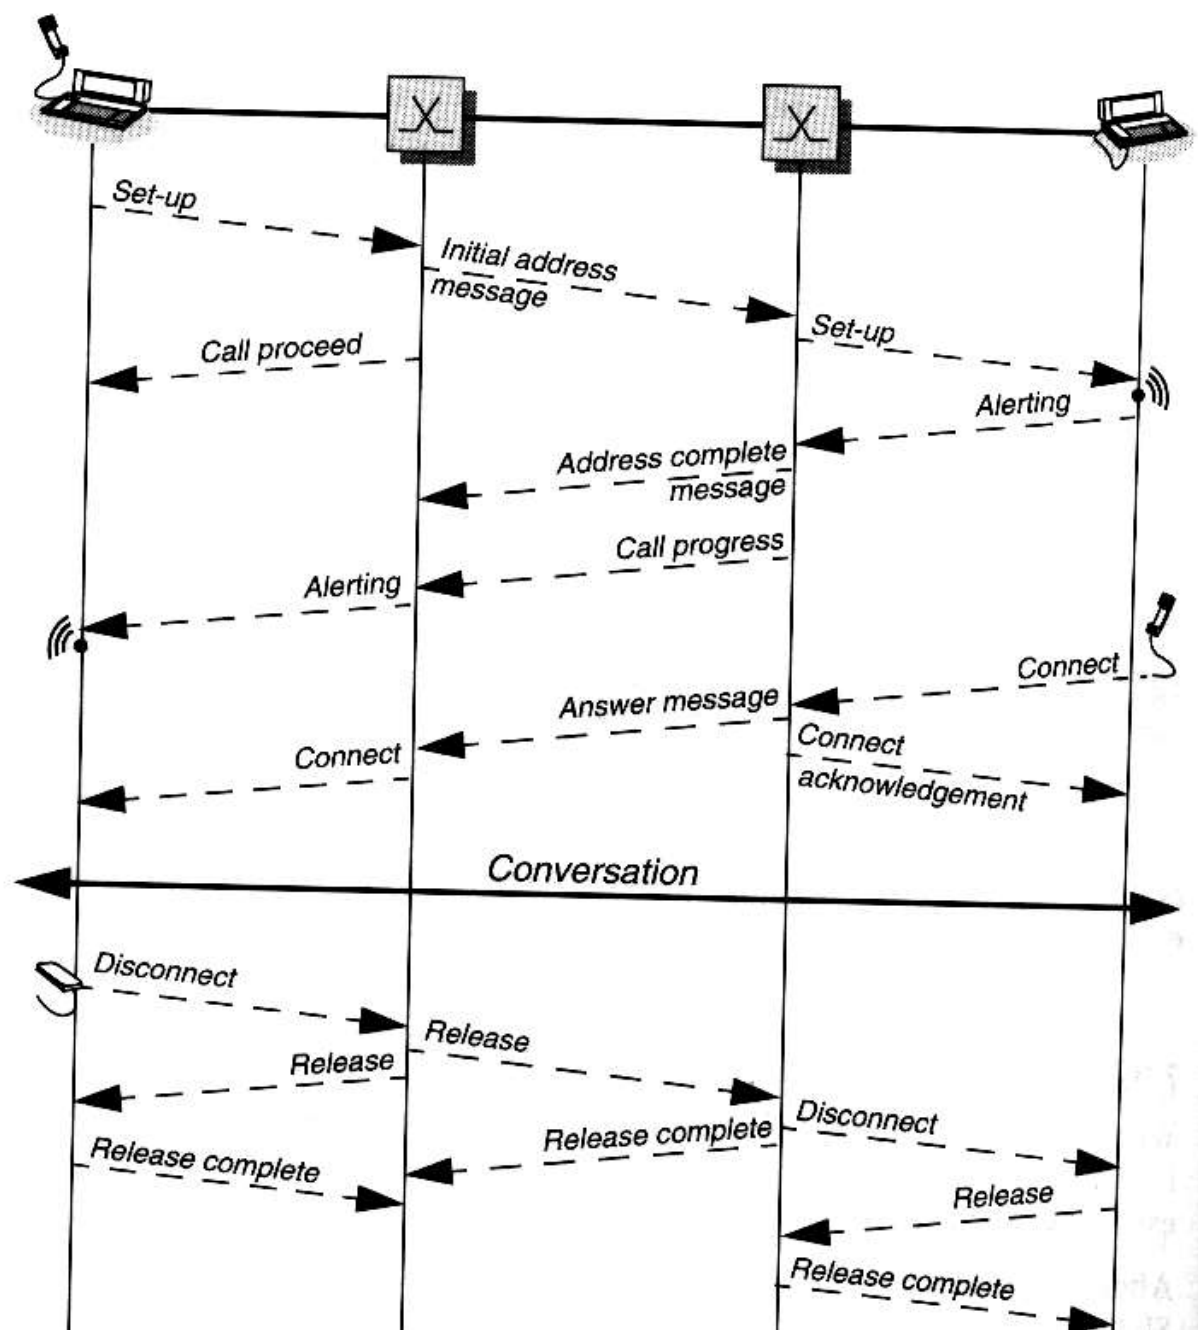 Set-up
Initial address
message
Set-up
Call proceed
Alerting
Address complete
message
Call progress
Alerting
Connect
Answer message
Connect
Connect
acknowledgement
Conversation
Disconnect
Release
Release
Disconnect
Release complete
Release complete
Release
Release complete